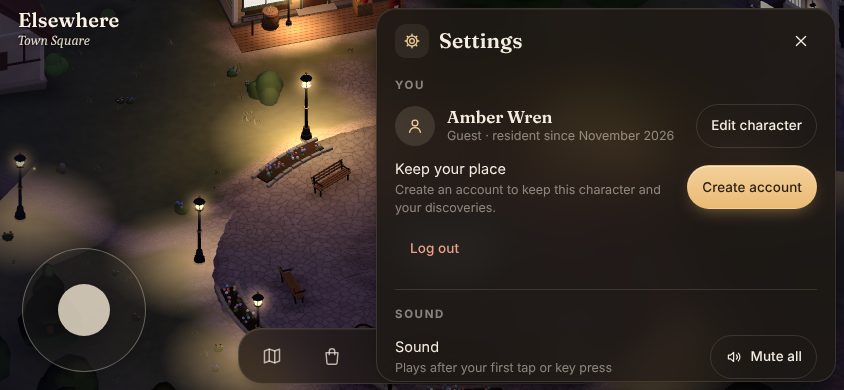 Elsewhere
Town Square
Settings
YOU
Amber Wren
Guest · resident since November 2026
Edit character
Keep your place
Create an account to keep this character and
your discoveries.
Create account
Log out
SOUND
Sound
Plays after your first tap or key press
Mute all